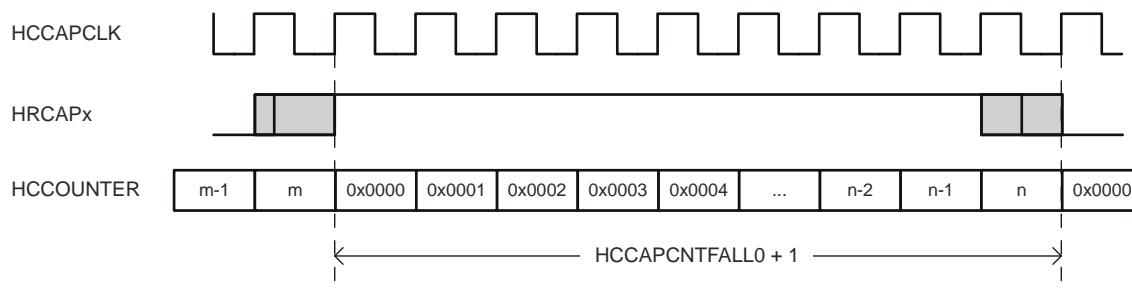 HCCAPCLK
HRCAPx
HCCOUNTER m-1 m 0x0000 0x0001 0x0002 0x0003 0x0004 ... n-2 n-1 n 0x0000
HCCAPCNTFALL0 + 1